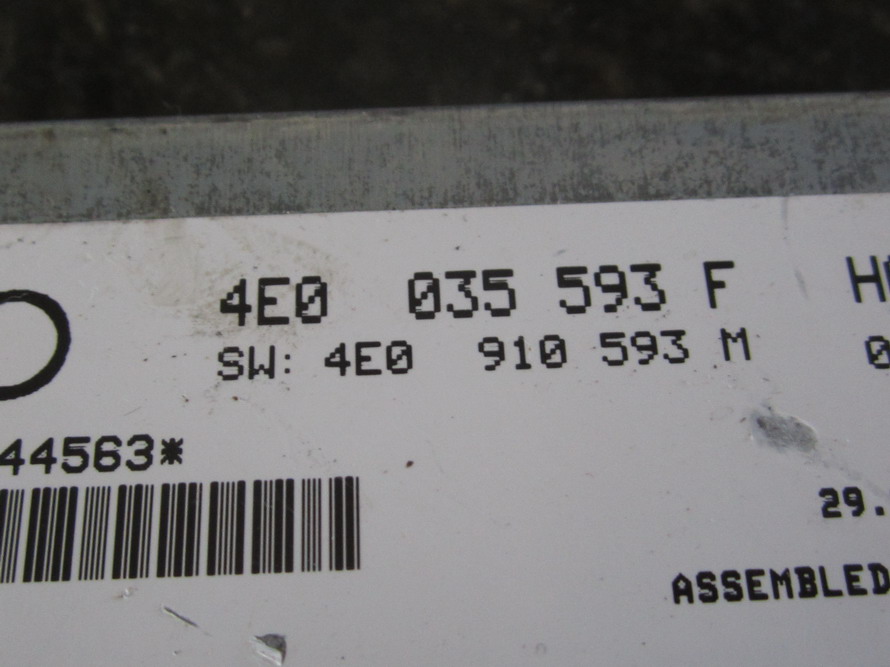 4E0 035 593 F
SW: 4E0 910 593 M
44563*
29.
ASSEMBLED